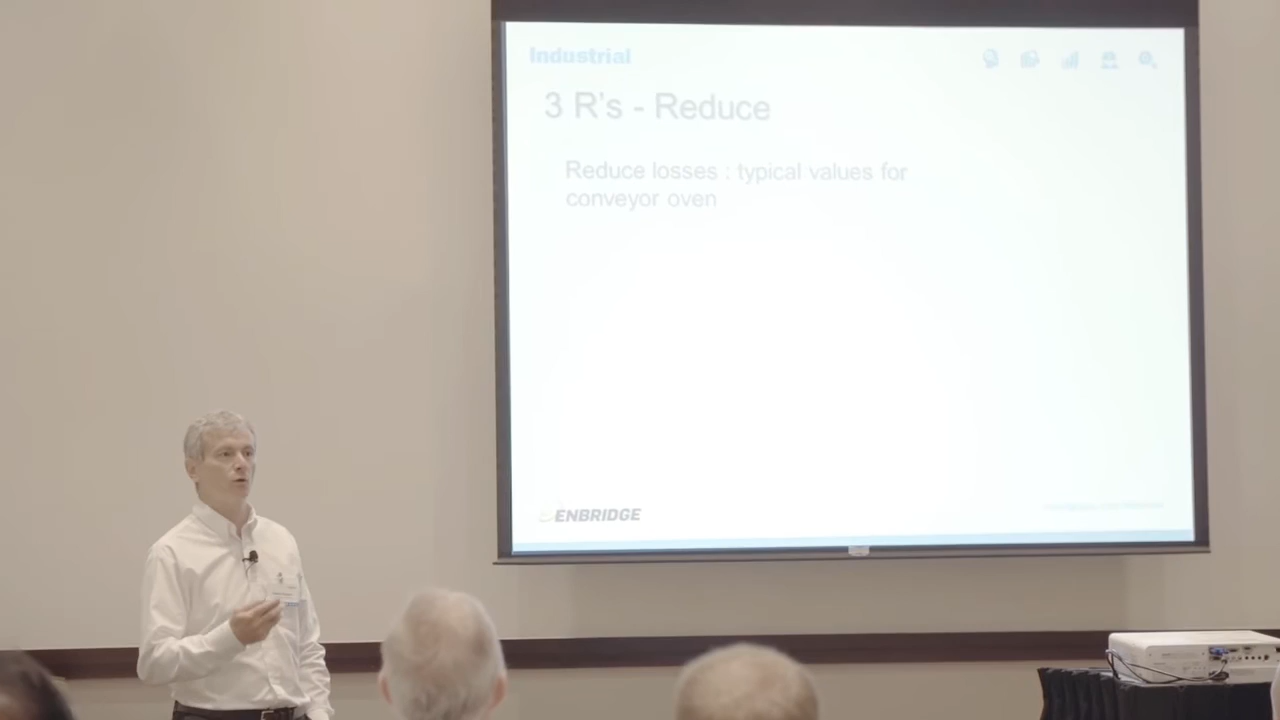 Industrial
3 R's - Reduce
Reduce losses : typical values for
conveyor oven
ENBRIDGE